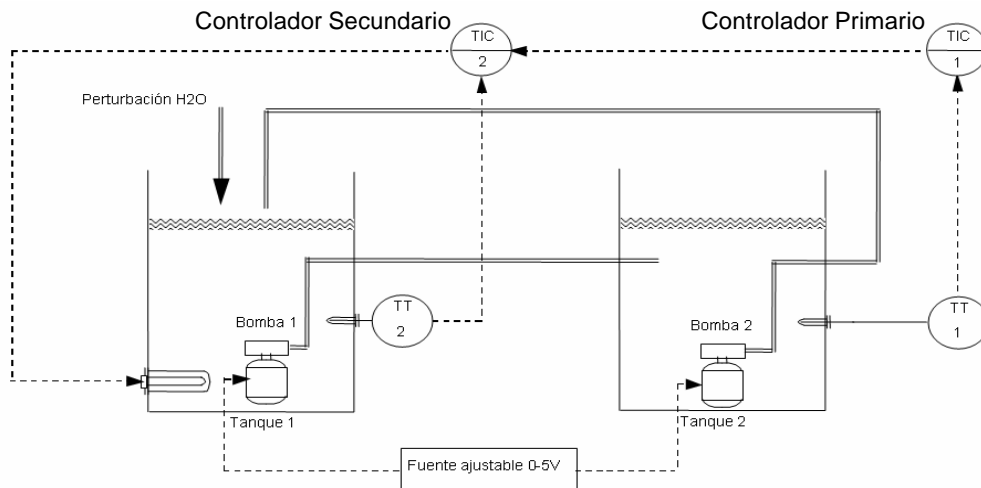 Controlador Secundario
Controlador Primario
TIC
2
TIC
1
Perturbación H2O
Bomba 1
TT
2
Bomba 2
TT
1
Tanque 1
Tanque 2
Fuente ajustable 0-5V